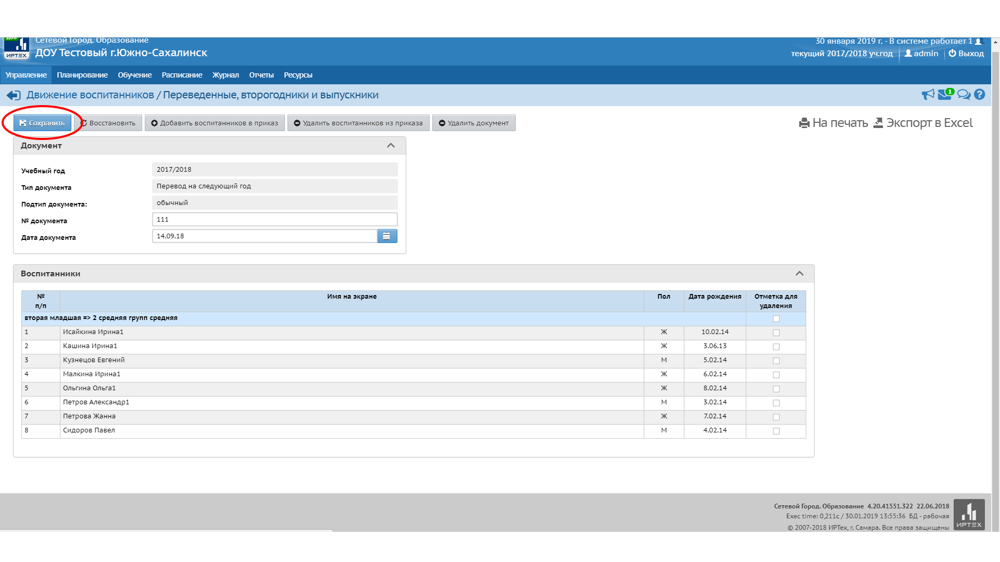 ДОУ
ИРТЕХ
Сетевой Город. Образование
ДОУ Тестовый г.Южно-Сахалинск
30 января 2019 г. - В системе работает 1
текущий 2017/2018 уч.год admin Выход
Управление Планирование Обучение Расписание Журнал Отчеты Ресурсы
Движение воспитанников / Переведенные, второгодники и выпускники
1
Сохранить Восстановить Добавить воспитанников в приказ Удалить воспитанников из приказа Удалить документ
На печать Экспорт в Excel
Документ
Учебный год 2017/2018
Тип документа Перевод на следующий год
Подтип документа: обычный
№ документа 111
Дата документа 14.09.18
Воспитанники
№ п/п Имя на экране Пол Дата рождения Отметка для удаления
вторая младшая => 2 средняя групп средняя
1 Исайкина Ирина1 Ж 10.02.14
2 Кашина Ирина1 Ж 3.06.13
3 Кузнецов Евгений М 5.02.14
4 Малкина Ирина1 Ж 6.02.14
5 Ольгина Ольга1 Ж 8.02.14
6 Петров Александр1 М 3.02.14
7 Петрова Жанна Ж 7.02.14
8 Сидоров Павел М 4.02.14
Сетевой Город. Образование 4.20.41551.322 22.06.2018
Exec time: 0,211с / 30.01.2019 13:55:36 БД - рабочая
© 2007-2018 ИРТех, г. Самара. Все права защищены
ИРТЕХ